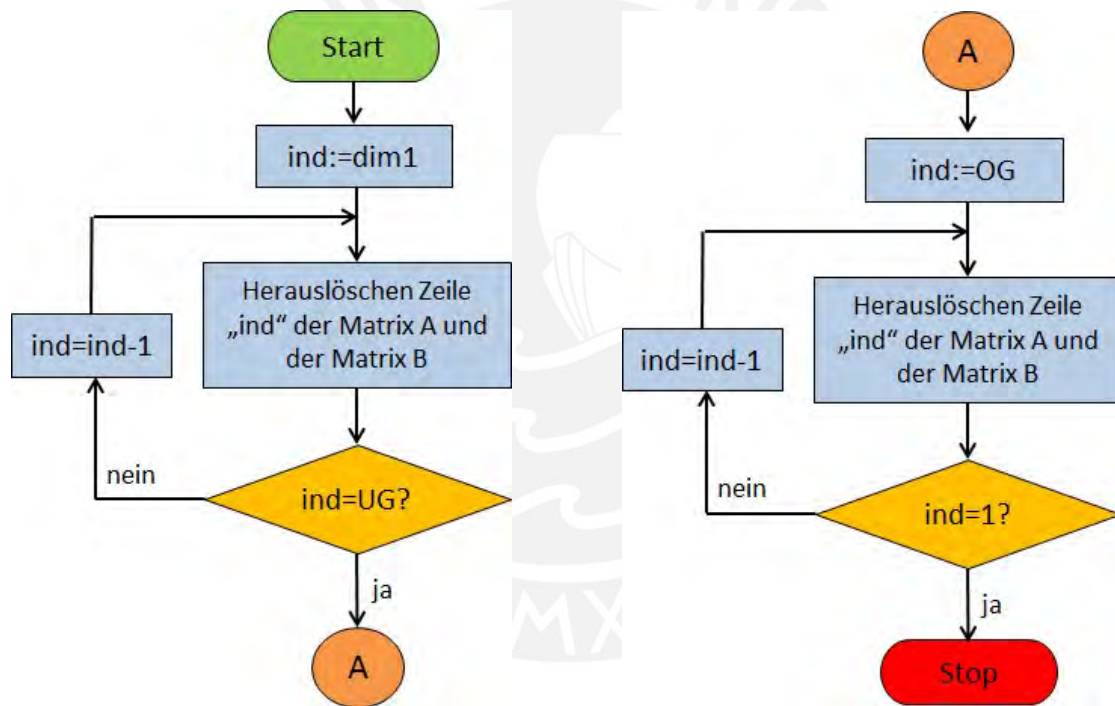 Start
ind:=dim1
Herauslöschen Zeile
„ind“ der Matrix A und
der Matrix B
ind=ind-1
nein
ind=UG?
ja
A
A
ind:=OG
Herauslöschen Zeile
„ind“ der Matrix A und
der Matrix B
ind=ind-1
nein
ind=1?
ja
Stop